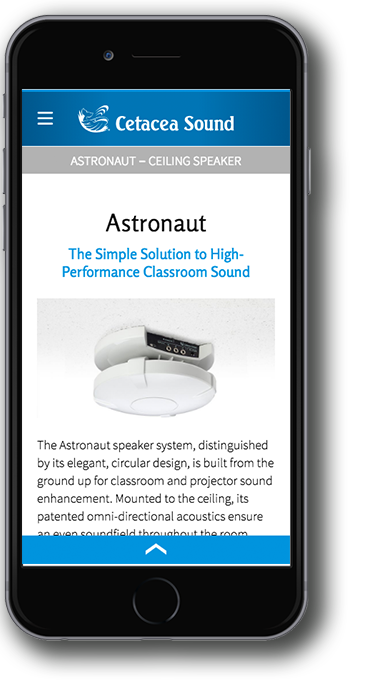 Cetacea Sound
ASTRONAUT – CEILING SPEAKER
Astronaut
The Simple Solution to High-
Performance Classroom Sound
The Astronaut speaker system, distinguished
by its elegant, circular design, is built from the
ground up for classroom and projector sound
enhancement. Mounted to the ceiling, its
patented omni-directional acoustics ensure
an even soundfield throughout the room